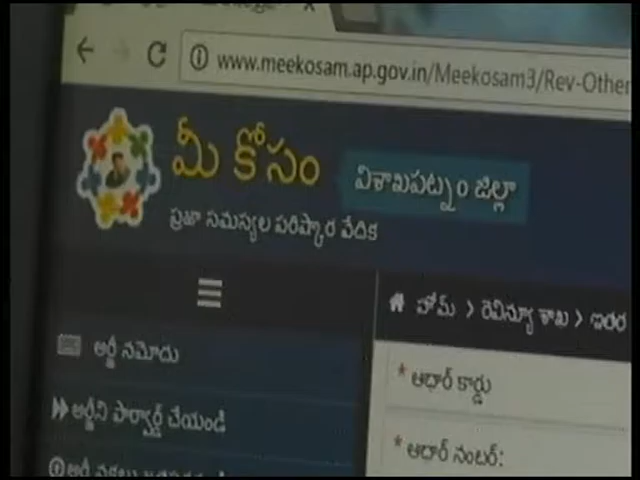 www.meekosam.ap.gov.in/Meekosam3/Rev-Other
మీ కోసం
విశాఖపట్నం జిల్లా
ప్రజా సమస్యల పరిష్కార వేదిక
హోమ్ > రెవిన్యూ శాఖ > ఇతర
అర్జీ నమోదు
* ఆధార్ కార్డు
అర్జీని ఫార్వార్డ్ చేయండి
* ఆధార్ నంబర్: